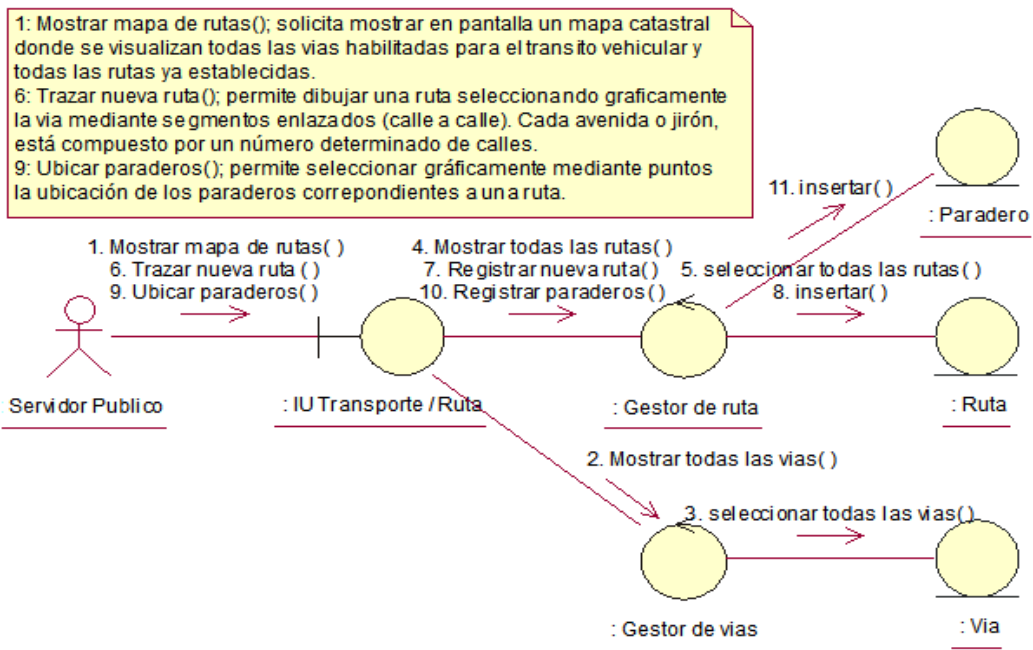 1: Mostrar mapa de rutas(); solicita mostrar en pantalla un mapa catastral
donde se visualizan todas las vias habilitadas para el transito vehicular y
todas las rutas ya establecidas.
6: Trazar nueva ruta(); permite dibujar una ruta seleccionando graficamente
la via mediante segmentos enlazados (calle a calle). Cada avenida o jirón,
está compuesto por un número determinado de calles.
9: Ubicar paraderos(); permite seleccionar gráficamente mediante puntos
la ubicación de los paraderos correpondientes a una ruta.
11. insertar( )
: Paradero
1. Mostrar mapa de rutas( )
6. Trazar nueva ruta ( )
9. Ubicar paraderos( )
4. Mostrar todas las rutas( )
7. Registrar nueva ruta( )
10. Registrar paraderos( )
5. seleccionar todas las rutas( )
8. insertar( )
Servidor Publico
: IU Transporte / Ruta
: Gestor de ruta
: Ruta
2. Mostrar todas las vias( )
3. seleccionar todas las vias( )
: Gestor de vias
: Via